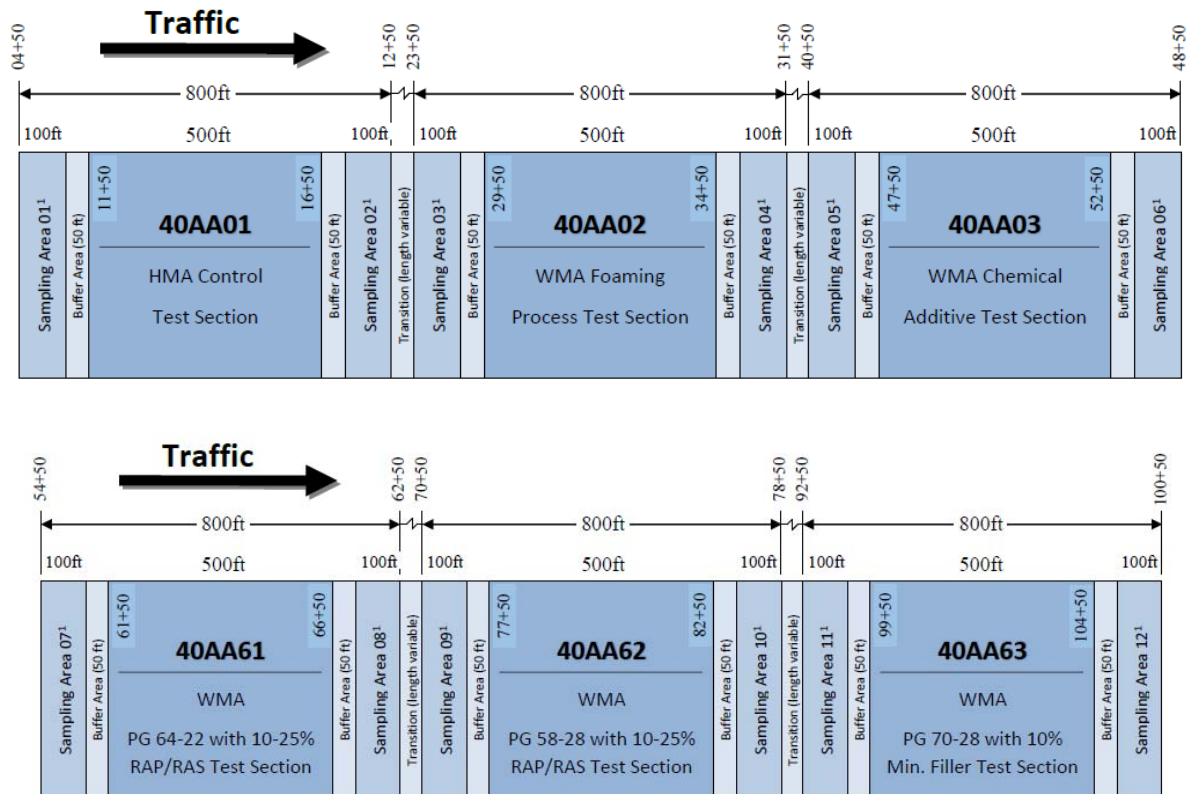 Traffic
04+50
12+50
23+50
31+50
40+50
48+50
800ft
800ft
800ft
100ft
500ft
100ft
100ft
500ft
100ft
100ft
500ft
100ft
Sampling Area 01¹
Buffer Area (50 ft)
11+50
40AA01
HMA Control
Test Section
16+50
Buffer Area (50 ft)
Sampling Area 02¹
Transition (length variable)
Sampling Area 03¹
Buffer Area (50 ft)
29+50
40AA02
WMA Foaming
Process Test Section
34+50
Buffer Area (50 ft)
Sampling Area 04¹
Transition (length variable)
Sampling Area 05¹
Buffer Area (50 ft)
47+50
40AA03
WMA Chemical
Additive Test Section
52+50
Buffer Area (50 ft)
Sampling Area 06¹
Traffic
54+50
62+50
70+50
78+50
92+50
100+50
800ft
800ft
800ft
100ft
500ft
100ft
100ft
500ft
100ft
100ft
500ft
100ft
Sampling Area 07¹
Buffer Area (50 ft)
61+50
40AA61
WMA
PG 64-22 with 10-25%
RAP/RAS Test Section
66+50
Buffer Area (50 ft)
Sampling Area 08¹
Transition (length variable)
Sampling Area 09¹
Buffer Area (50 ft)
77+50
40AA62
WMA
PG 58-28 with 10-25%
RAP/RAS Test Section
82+50
Buffer Area (50 ft)
Sampling Area 10¹
Transition (length variable)
Sampling Area 11¹
Buffer Area (50 ft)
99+50
40AA63
WMA
PG 70-28 with 10%
Min. Filler Test Section
104+50
Buffer Area (50 ft)
Sampling Area 12¹